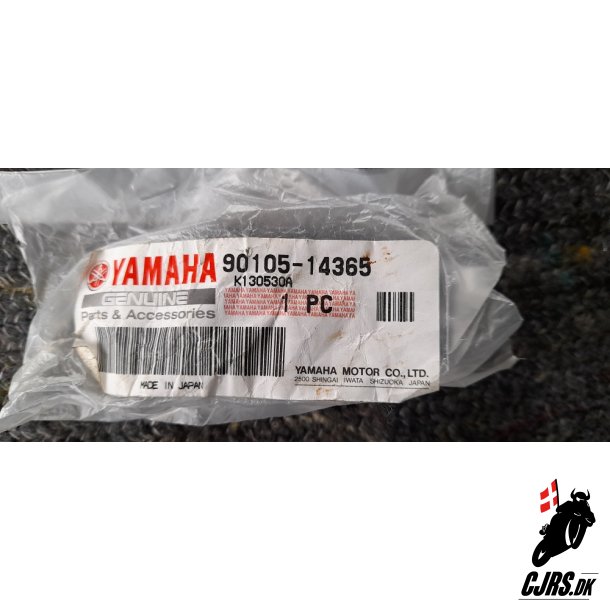 YAMAHA 90105-14365
K130530A
GENUINE
Parts & Accessories
1 PC
MADE IN JAPAN
YAMAHA MOTOR CO.,LTD.
2500 SHINGAI IWATA SHIZUOKA JAPAN
CJRS.DK